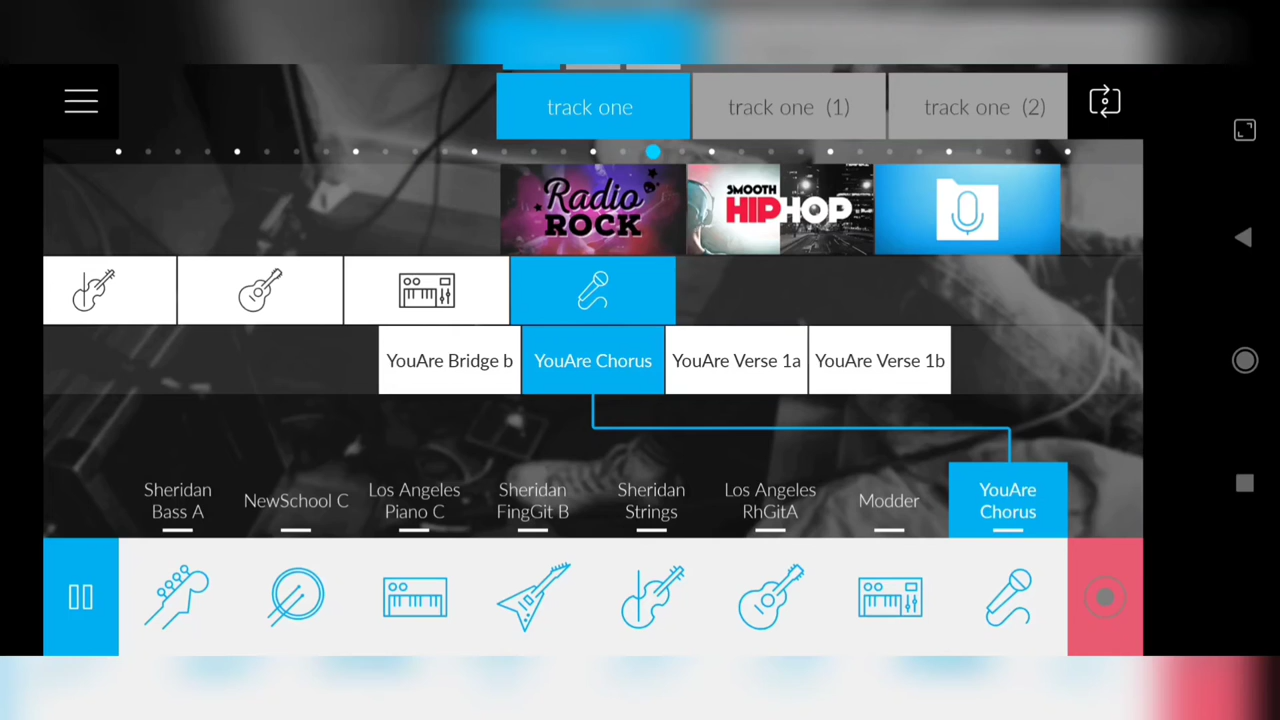 track one
track one (1)
track one (2)
Radio
ROCK
SMOOTH
HIPHOP
YouAre Bridge b
YouAre Chorus
YouAre Verse 1a
YouAre Verse 1b
Sheridan
Bass A
NewSchool C
Los Angeles
Piano C
Sheridan
FingGit B
Sheridan
Strings
Los Angeles
RhGitA
Modder
YouAre
Chorus